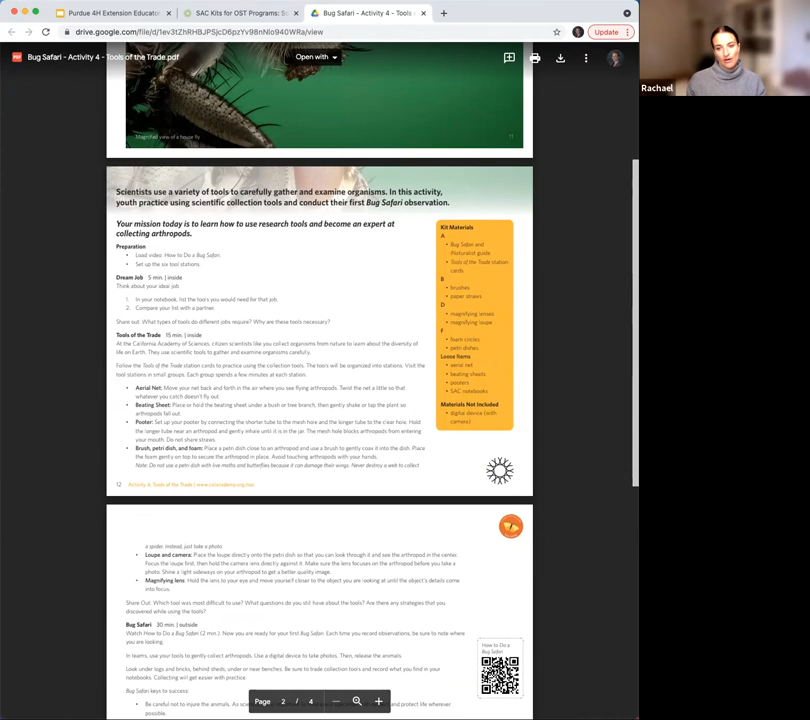 Purdue 4H Extension Educator
SAC Kits for OST Programs: Sc
Bug Safari - Activity 4 - Tools
drive.google.com/file/d/1ev3tZhRHBJPSjcD6pzYv98nNlo940WRa/view
Update
Rachael
Bug Safari - Activity 4 - Tools of the Trade.pdf
Open with
Magnified view of a house fly
11
Scientists use a variety of tools to carefully gather and examine organisms. In this activity,
youth practice using scientific collection tools and conduct their first Bug Safari observation.
Your mission today is to learn how to use research tools and become an expert at
collecting arthropods.
Preparation
• Load video: How to Do a Bug Safari.
• Set up the six tool stations.
Dream Job 5 min. | inside
Think about your ideal job.
1. In your notebook, list the tools you would need for that job.
2. Compare your list with a partner
Share out: What types of tools do different jobs require? Why are these tools necessary?
Tools of the Trade 15 min. | inside
At the California Academy of Sciences, citizen scientists like you collect organisms from nature to learn about the diversity of
life on Earth. They use scientific tools to gather and examine organisms carefully.
Follow the Tools of the Trade station cards to practice using the collection tools. The tools will be organized into stations. Visit the
tool stations in small groups. Each group spends a few minutes at each station.
• Aerial Net: Move your net back and forth in the air where you see flying arthropods. Twist the net a little so that
whatever you catch doesn't fly out
• Beating Sheet: Place or hold the beating sheet under a bush or tree branch, then gently shake or tap the plant so
arthropods fall out.
• Pooter: Set up your pooter by connecting the shorter tube to the mesh hole and the longer tube to the clear hole. Hold
the longer tube near an arthropod and gently inhale until it is in the jar. The mesh hole blocks arthropods from entering
your mouth. Do not share straws.
• Brush, petri dish, and foam: Place a petri dish close to an arthropod and use a brush to gently coax it into the dish. Place
the foam gently on top to secure the arthropod in place. Avoid touching arthropods with your hands.
Note: Do not use a petri dish with live moths and butterflies because it can damage their wings. Never destroy a web to collect
12 Activity 4: Tools of the Trade |
Kit Materials
A
• Bug Safari and
iNaturalist guide
• Tools of the Trade station
cards
B
• brushes
• paper straws
D
• magnifying lenses
• magnifying loupe
F
• foam circles
• petri dishes
Loose Items
• aerial net
• beating sheets
• pooters
• SAC notebooks
Materials Not Included
• digital device (with
camera)
a spider. Instead, just take a photo
• Loupe and camera: Place the loupe directly onto the petri dish so that you can look through it and see the arthropod in the center.
Focus the loupe first, then hold the camera lens directly against it. Make sure the lens focuses on the arthropod before you take a
photo. Shine a light sideways on your arthropod to get a better quality image.
• Magnifying lens: Hold the lens to your eye and move yourself closer to the object you are looking at until the object's details come
into focus.
Share Out: Which tool was most difficult to use? What questions do you still have about the tools? Are there any strategies that you
discovered while using the tools?
Bug Safari 30 min. | outside
Watch How to Do a Bug Safari (2 min.). Now you are ready for your first Bug Safari. Each time you record observations, be sure to note where
you are looking.
In teams, use your tools to gently collect arthropods. Use a digital device to take photos. Then, release the animals.
Look under logs and bricks, behind sheds, under or near benches. Be sure to trade collection tools and record what you find in your
notebooks. Collecting will get easier with practice.
Bug Safari keys to success:
• Be careful not to injure the animals. As
and protect life wherever
possible.
How to Do a
Bug Safari
Page 2 / 4